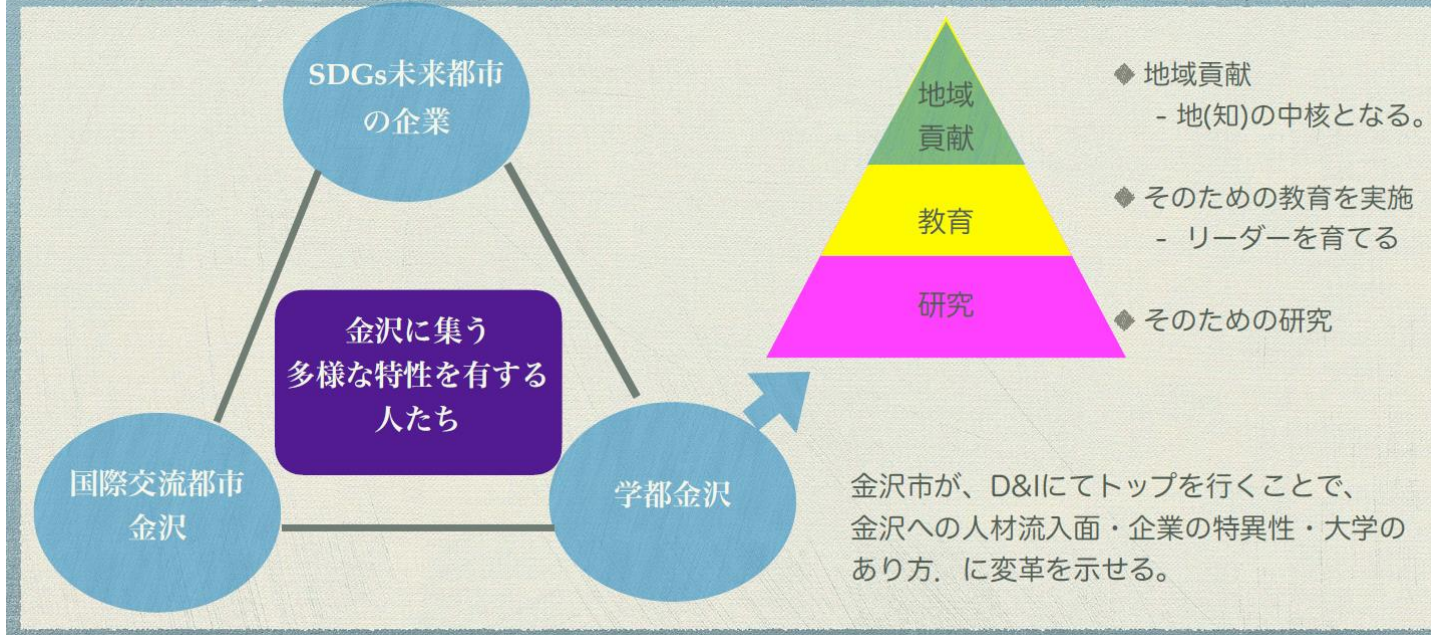 SDGs未来都市
の企業
金沢に集う
多様な特性を有する
人たち
国際交流都市
金沢
学都金沢
地域
貢献
教育
研究
◆ 地域貢献
- 地(知)の中核となる。
◆ そのための教育を実施
- リーダーを育てる
◆ そのための研究
金沢市が、D&Iにてトップを行くことで、
金沢への人材流入面・企業の特異性・大学の
あり方．に変革を示せる。